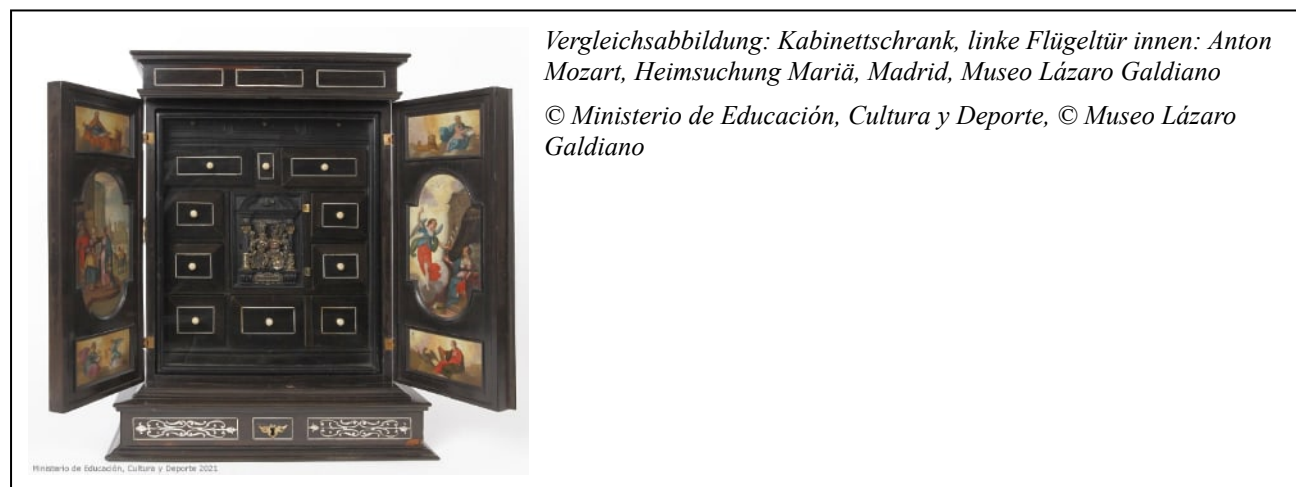 Vergleichsabbildung: Kabinettschrank, linke Flügeltür innen: Anton
Mozart, Heimsuchung Mariä, Madrid, Museo Lázaro Galdiano
© Ministerio de Educación, Cultura y Deporte, © Museo Lázaro
Galdiano
Ministerio de Educación, Cultura y Deporte 2021